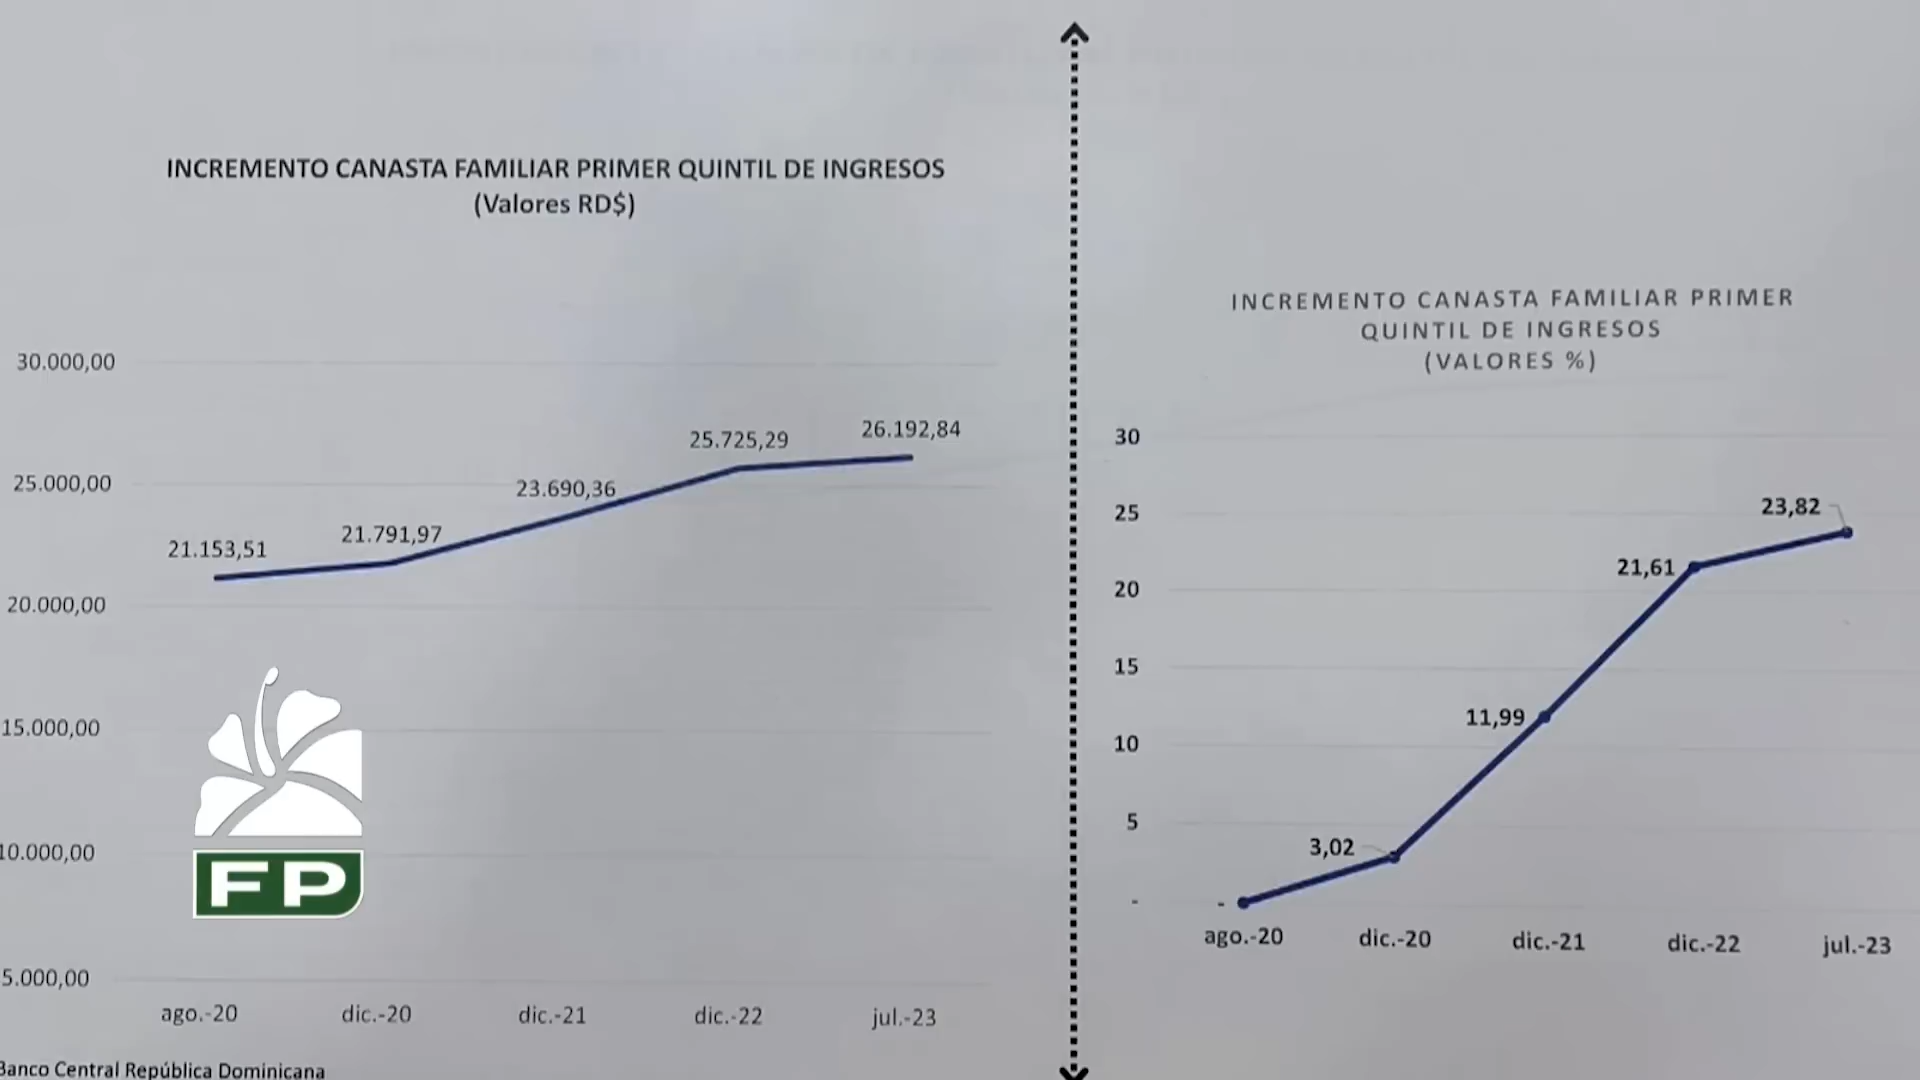 INCREMENTO CANASTA FAMILIAR PRIMER QUINTIL DE INGRESOS
(Valores RD$)
30.000,00
25.000,00
20.000,00
15.000,00
10.000,00
5.000,00
21.153,51
21.791,97
23.690,36
25.725,29
26.192,84
ago.-20
dic.-20
dic.-21
dic.-22
jul.-23
FP
Banco Central República Dominicana
INCREMENTO CANASTA FAMILIAR PRIMER
QUINTIL DE INGRESOS
(VALORES %)
30
25
20
15
10
5
-
-
3,02
11,99
21,61
23,82
ago.-20
dic.-20
dic.-21
dic.-22
jul.-23